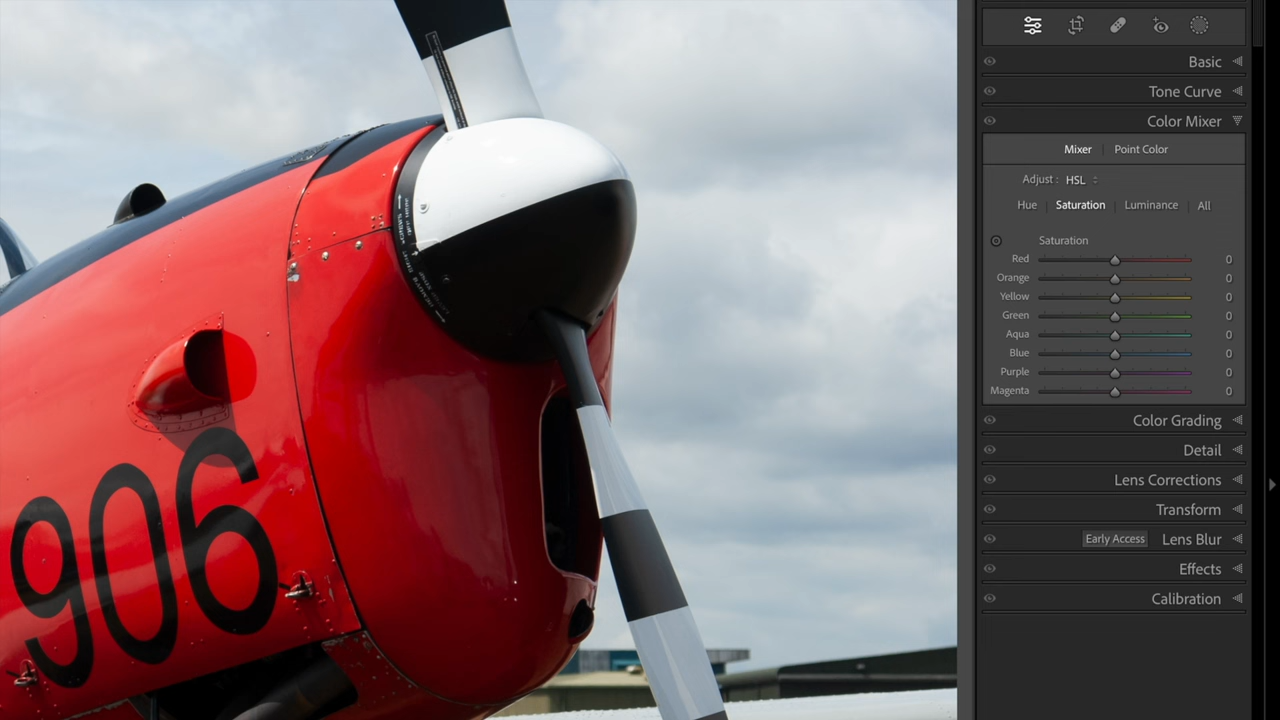 Basic
Tone Curve
Color Mixer
Mixer | Point Color
Adjust : HSL
Hue | Saturation | Luminance | All
Saturation
Red 0
Orange 0
Yellow 0
Green 0
Aqua 0
Blue 0
Purple 0
Magenta 0
Color Grading
Detail
Lens Corrections
Transform
Early Access Lens Blur
Effects
Calibration
906